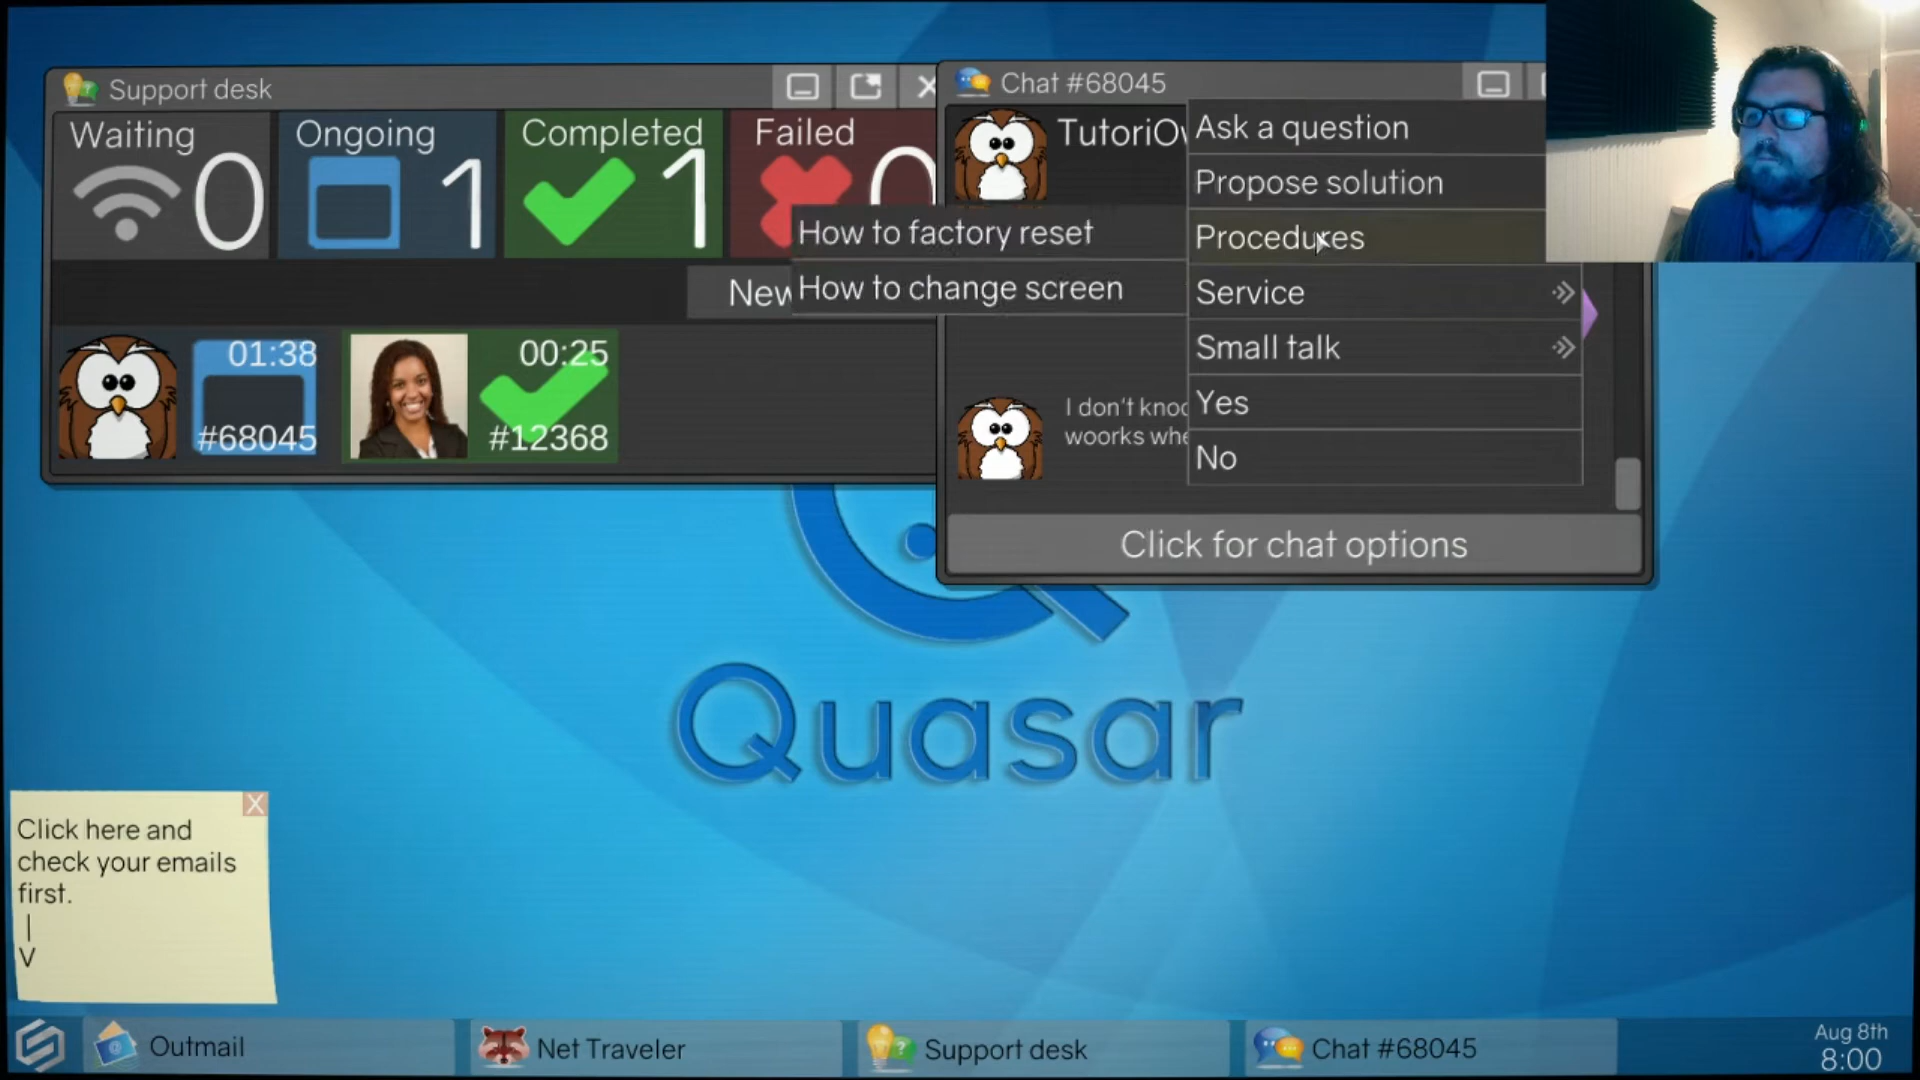 Support desk
Waiting
0
Ongoing
1
Completed
1
Failed
0
New
01:38
#68045
00:25
#12368
Chat #68045
Ask a question
Propose solution
Procedures
Service
Small talk
Yes
No
How to factory reset
How to change screen
I don't
woorks
Click for chat options
Quasar
X
Click here and
check your emails
first.
|
V
Outmail
Net Traveler
Support desk
Chat #68045
Aug 8th
8:00